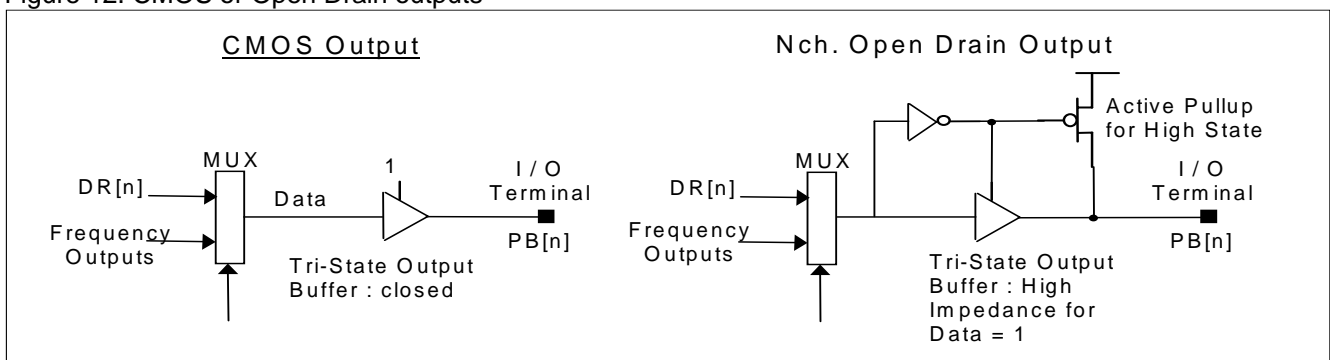 Figure 12. CMOS or Open Drain outputs
CMOS Output
MUX
1
I / O
Terminal
DR[n]
Data
Frequency
Outputs
PB[n]
Tri-State Output
Buffer : closed
Nch. Open Drain Output
Active Pullup
for High State
MUX
I / O
Terminal
DR[n]
Frequency
Outputs
PB[n]
Tri-State Output
Buffer : High
Impedance for
Data = 1